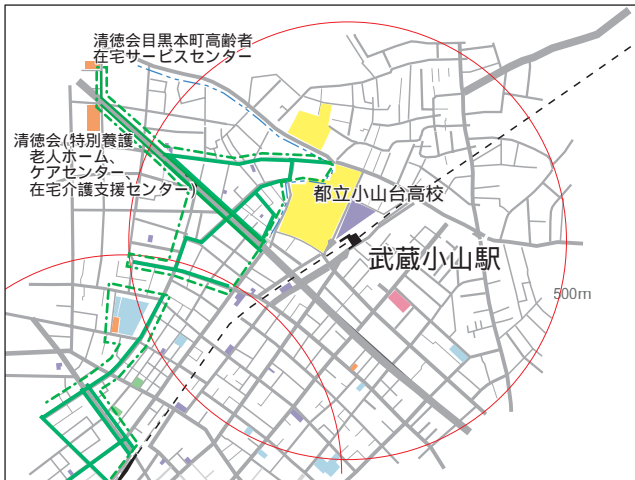 清徳会目黒本町高齢者
在宅サービスセンター
清徳会(特別養護
老人ホーム、
ケアセンター、
在宅介護支援センター)
都立小山台高校
武蔵小山駅
500m